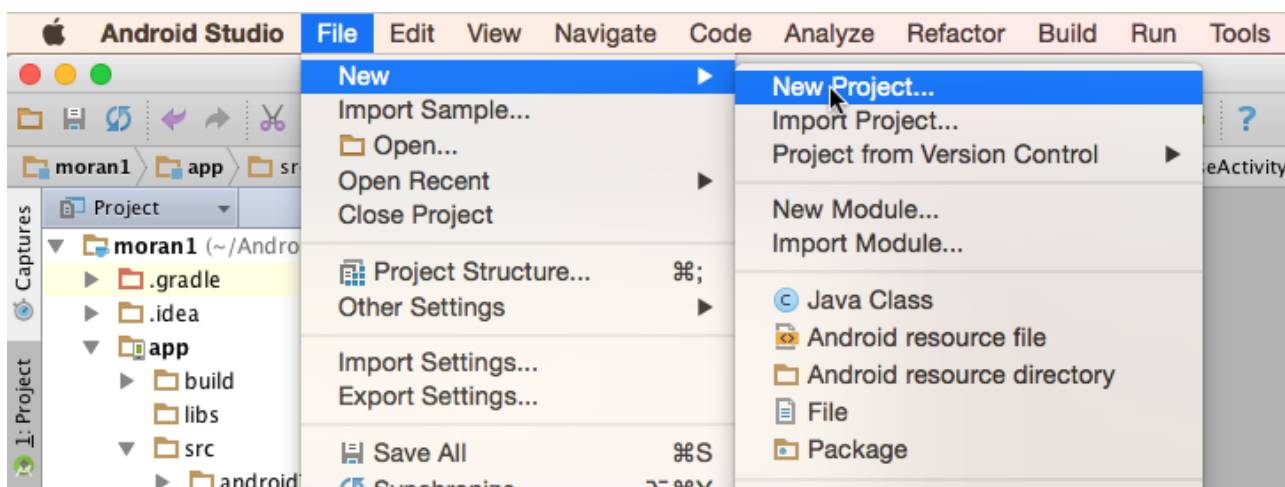 Android Studio File Edit View Navigate Code Analyze Refactor Build Run Tools
New
Import Sample...
Open...
Open Recent
Close Project
Project Structure... ⌘;
Other Settings
Import Settings...
Export Settings...
Save All ⌘S
New Project...
Import Project...
Project from Version Control
New Module...
Import Module...
Java Class
Android resource file
Android resource directory
File
Package
?
moran1 app sr
eActivity
Captures
1: Project
Project
moran1 (~/Andro
.gradle
.idea
app
build
libs
src
android